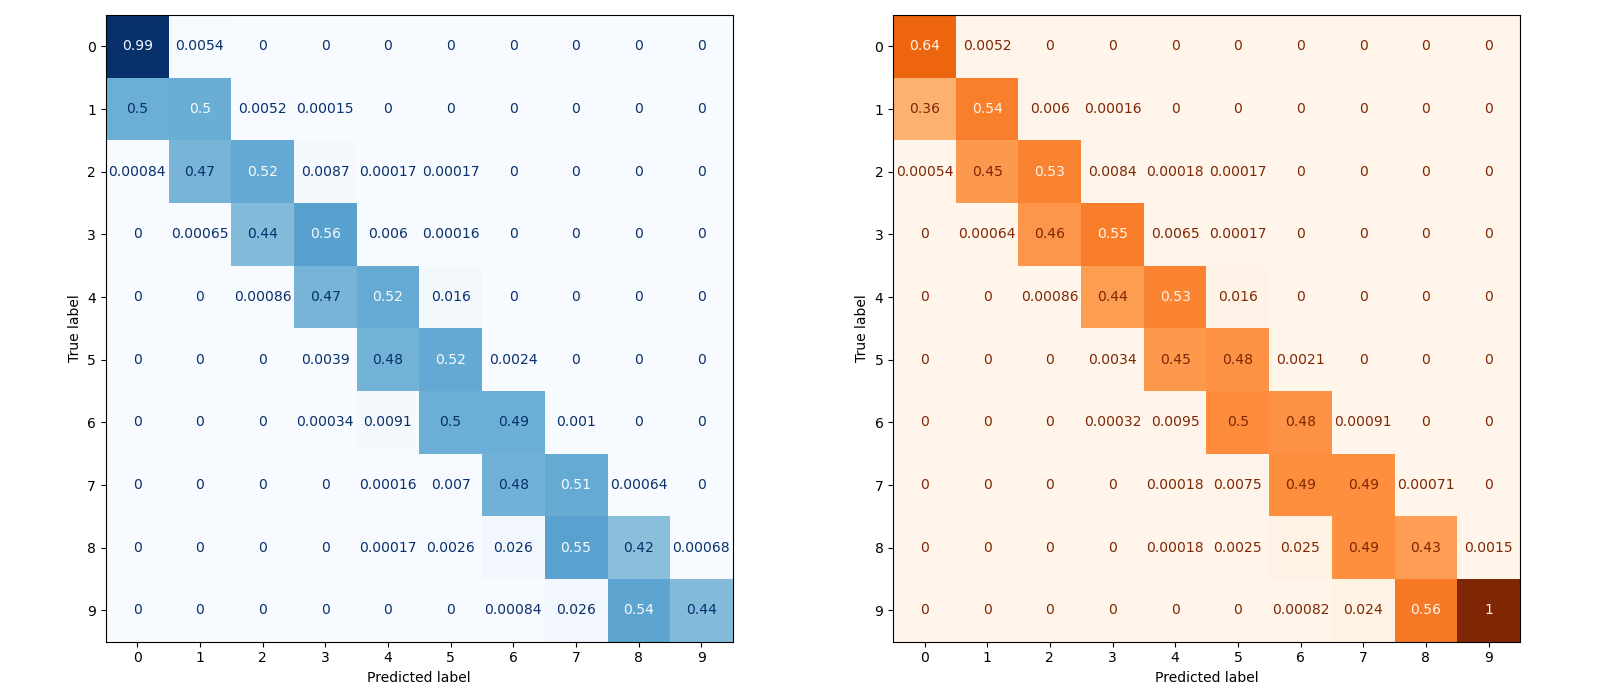 0 0.99 0.0054 0 0 0 0 0 0 0 0
1 0.5 0.5 0.0052 0.00015 0 0 0 0 0 0
2 0.00084 0.47 0.52 0.0087 0.00017 0.00017 0 0 0 0
3 0 0.00065 0.44 0.56 0.006 0.00016 0 0 0 0
4 0 0 0.00086 0.47 0.52 0.016 0 0 0 0
5 0 0 0 0.0039 0.48 0.52 0.0024 0 0 0
6 0 0 0 0.00034 0.0091 0.5 0.49 0.001 0 0
7 0 0 0 0 0.00016 0.007 0.48 0.51 0.00064 0
8 0 0 0 0 0.00017 0.0026 0.026 0.55 0.42 0.00068
9 0 0 0 0 0 0 0.00084 0.026 0.54 0.44
0 1 2 3 4 5 6 7 8 9
Predicted label
True label
0 0.64 0.0052 0 0 0 0 0 0 0 0
1 0.36 0.54 0.006 0.00016 0 0 0 0 0 0
2 0.00054 0.45 0.53 0.0084 0.00018 0.00017 0 0 0 0
3 0 0.00064 0.46 0.55 0.0065 0.00017 0 0 0 0
4 0 0 0.00086 0.44 0.53 0.016 0 0 0 0
5 0 0 0 0.0034 0.45 0.48 0.0021 0 0 0
6 0 0 0 0.00032 0.0095 0.5 0.48 0.00091 0 0
7 0 0 0 0 0.00018 0.0075 0.49 0.49 0.00071 0
8 0 0 0 0 0.00018 0.0025 0.025 0.49 0.43 0.0015
9 0 0 0 0 0 0 0.00082 0.024 0.56 1
0 1 2 3 4 5 6 7 8 9
Predicted label
True label